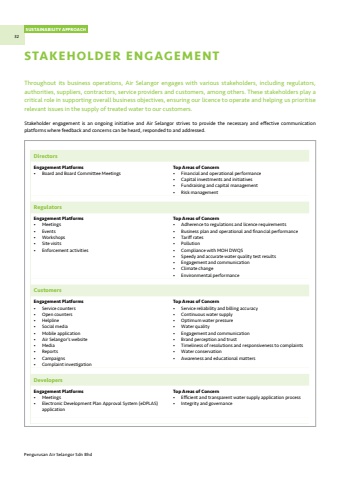 SUSTAINABILITY APPROACH
32
STAKEHOLDER ENGAGEMENT
Throughout its business operations, Air Selangor engages with various stakeholders, including regulators,
authorities, suppliers, contractors, service providers and customers, among others. These stakeholders play a
critical role in supporting overall business objectives, ensuring our licence to operate and helping us prioritise
relevant issues in the supply of treated water to our customers.
Stakeholder engagement is an ongoing initiative and Air Selangor strives to provide the necessary and effective communication
platforms where feedback and concerns can be heard, responded to and addressed.
Directors
Engagement Platforms
• Board and Board Committee Meetings
Top Areas of Concern
• Financial and operational performance
• Capital investments and initiatives
• Fundraising and capital management
• Risk management
Regulators
Engagement Platforms
• Meetings
• Events
• Workshops
• Site visits
• Enforcement activities
Top Areas of Concern
• Adherence to regulations and licence requirements
• Business plan and operational and financial performance
• Tariff rates
• Pollution
• Compliance with MOH DWQS
• Speedy and accurate water quality test results
• Engagement and communication
• Climate change
• Environmental performance
Customers
Engagement Platforms
• Service counters
• Open counters
• Helpline
• Social media
• Mobile application
• Air Selangor's website
• Media
• Reports
• Campaigns
• Complaint investigation
Top Areas of Concern
• Service reliability and billing accuracy
• Continuous water supply
• Optimum water pressure
• Water quality
• Engagement and communication
• Brand perception and trust
• Timeliness of resolutions and responsiveness to complaints
• Water conservation
• Awareness and educational matters
Developers
Engagement Platforms
• Meetings
• Electronic Development Plan Approval System (eDPLAS)
application
Top Areas of Concern
• Efficient and transparent water supply application process
• Integrity and governance
Pengurusan Air Selangor Sdn Bhd